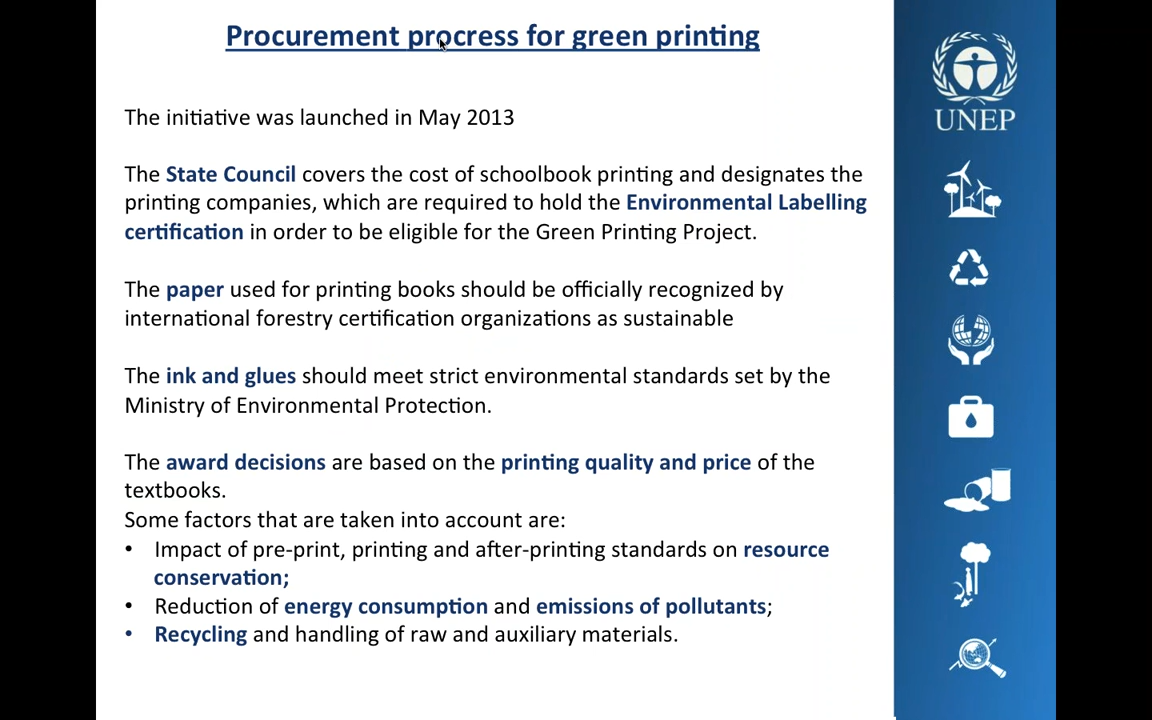 Procurement process for green printing
The initiative was launched in May 2013
The State Council covers the cost of schoolbook printing and designates the
printing companies, which are required to hold the Environmental Labelling
certification in order to be eligible for the Green Printing Project.
The paper used for printing books should be officially recognized by
international forestry certification organizations as sustainable
The ink and glues should meet strict environmental standards set by the
Ministry of Environmental Protection.
The award decisions are based on the printing quality and price of the
textbooks.
Some factors that are taken into account are:
• Impact of pre-print, printing and after-printing standards on resource
conservation;
• Reduction of energy consumption and emissions of pollutants;
• Recycling and handling of raw and auxiliary materials.
UNEP